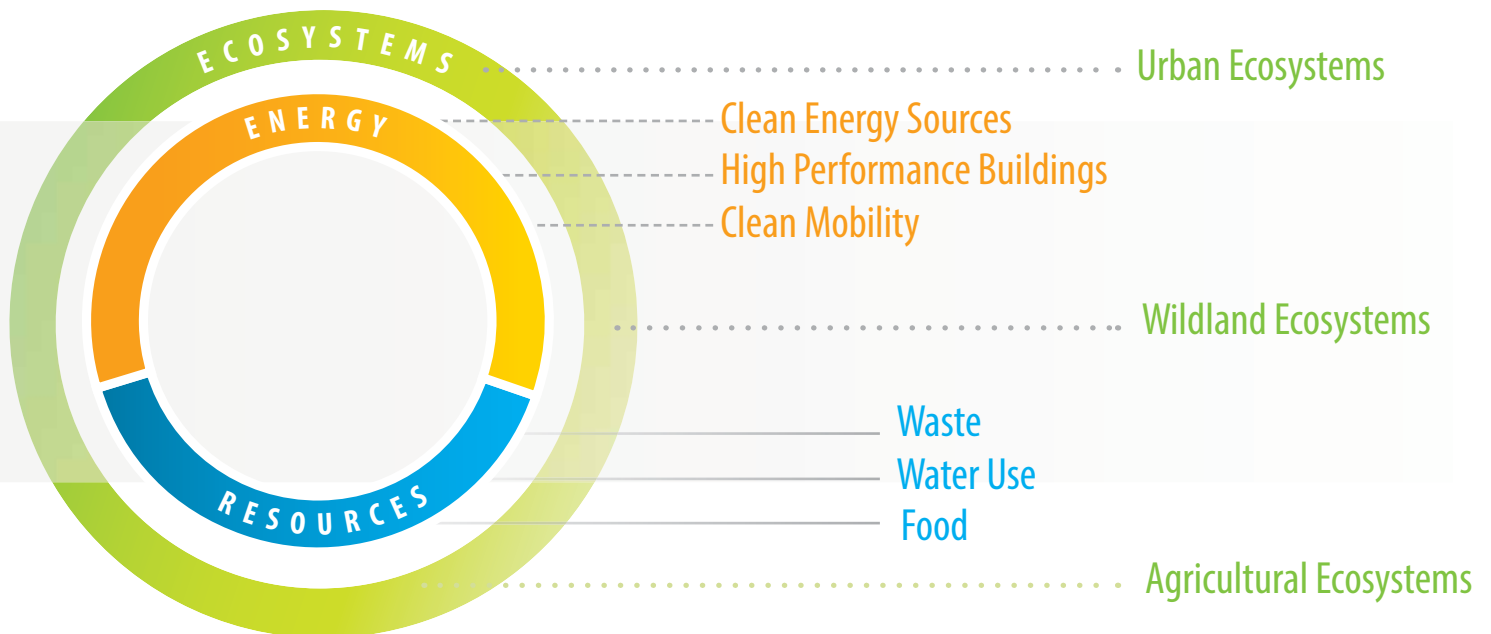 ECOSYSTEMS
Urban Ecosystems
ENERGY
Clean Energy Sources
High Performance Buildings
Clean Mobility
Wildland Ecosystems
Waste
Water Use
RESOURCES
Food
Agricultural Ecosystems